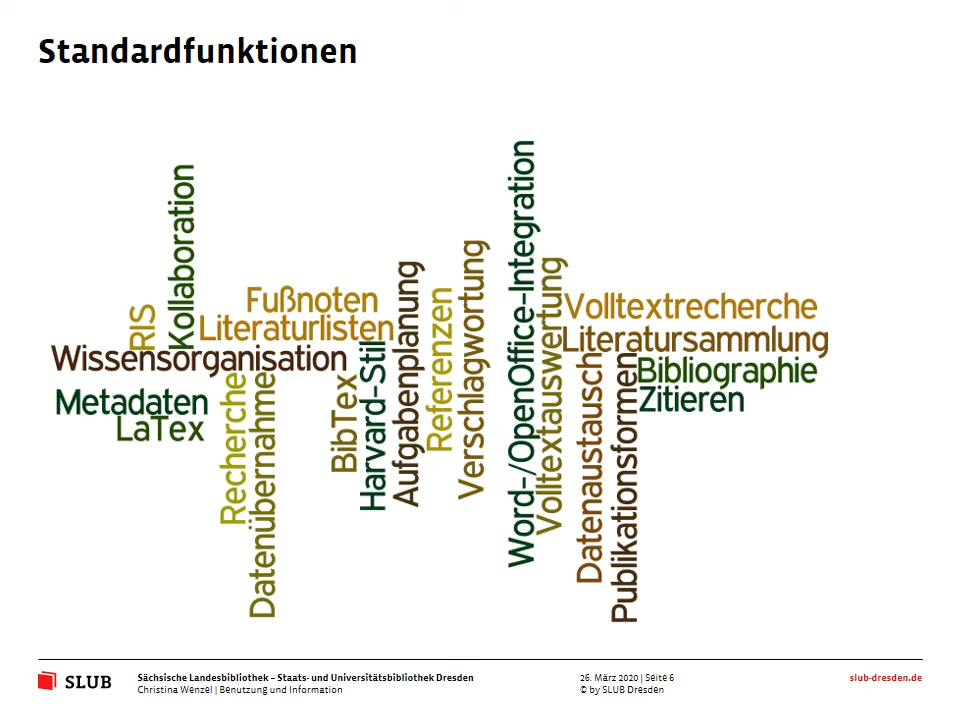 Standardfunktionen
Kollaboration
RIS
Fußnoten
Literaturlisten
Wissensorganisation
Metadaten
LaTex
Recherche
Datenübernahme
BibTex
Harvard-Stil
Aufgabenplanung
Referenzen
Verschlagwortung
Word-/OpenOffice-Integration
Volltextauswertung
Volltextrecherche
Literatursammlung
Bibliographie
Zitieren
Datenaustausch
Publikationsformen
SLUB
Sächsische Landesbibliothek – Staats- und Universitätsbibliothek Dresden
Christina Wenzel | Benutzung und Information
26. März 2020 | Seite 6
© by SLUB Dresden
slub-dresden.de